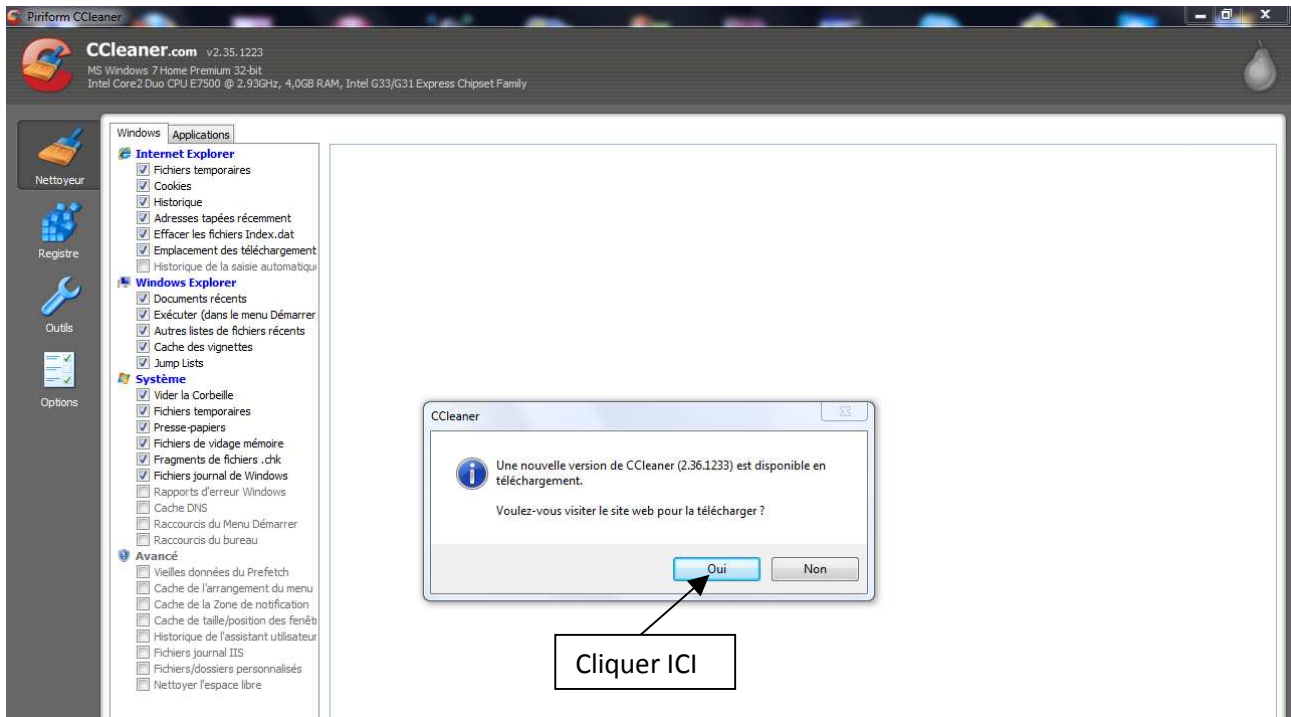 Piriform CCleaner
CCleaner.com v2.35.1223
MS Windows 7 Home Premium 32-bit
Intel Core2 Duo CPU E7500 @ 2.93GHz, 4,0GB RAM, Intel G33/G31 Express Chipset Family
Nettoyeur
Registre
Outils
Options
Windows Applications
Internet Explorer
Fichiers temporaires
Cookies
Historique
Adresses tapées récemment
Effacer les fichiers Index.dat
Emplacement des téléchargement
Historique de la saisie automatiqu
Windows Explorer
Documents récents
Exécuter (dans le menu Démarrer
Autres listes de fichiers récents
Cache des vignettes
Jump Lists
Système
Vider la Corbeille
Fichiers temporaires
Presse-papiers
Fichiers de vidage mémoire
Fragments de fichiers .chk
Fichiers journal de Windows
Rapports d'erreur Windows
Cache DNS
Raccourcis du Menu Démarrer
Raccourcis du bureau
Avancé
Vieilles données du Prefetch
Cache de l'arrangement du menu
Cache de la Zone de notification
Cache de taille/position des fenêt
Historique de l'assistant utilisateur
Fichiers journal IIS
Fichiers/dossiers personnalisés
Nettoyer l'espace libre
CCleaner
Une nouvelle version de CCleaner (2.36.1233) est disponible en
téléchargement.
Voulez-vous visiter le site web pour la télécharger ?
Oui Non
Cliquer ICI